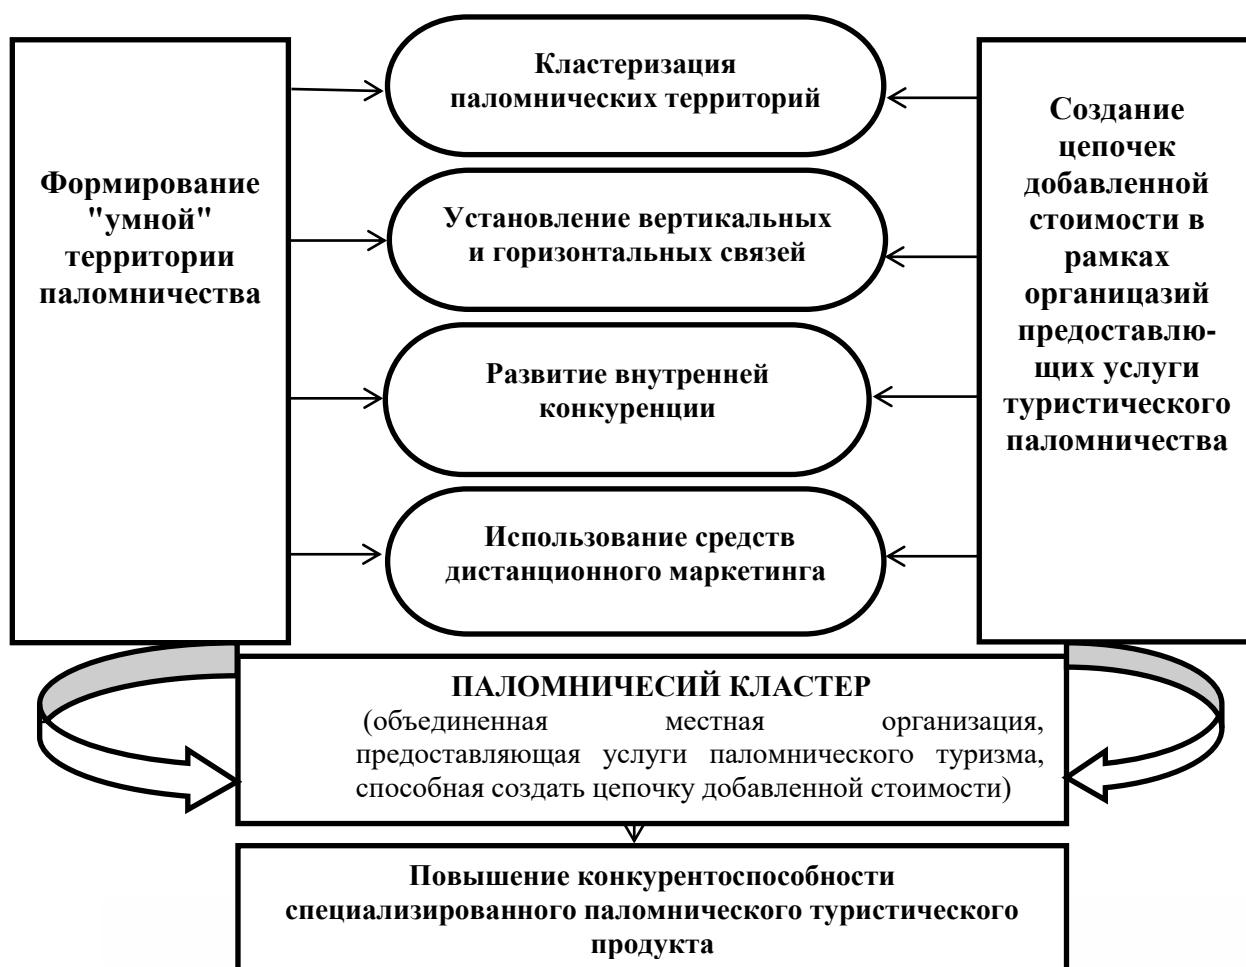 Формирование
"умной"
территории
паломничества
Кластеризация
паломнических территорий
Установление вертикальных
и горизонтальных связей
Развитие внутренней
конкуренции
Использование средств
дистанционного маркетинга
Создание
цепочек
добавленной
стоимости в
рамках
органицазий
предоставлю-
щих услуги
туристического
паломничества
ПАЛОМНИЧЕСИЙ КЛАСТЕР
(объединенная местная организация,
предоставляющая услуги паломнического туризма,
способная создать цепочку добавленной стоимости)
Повышение конкурентоспособности
специализированного паломнического туристического
продукта